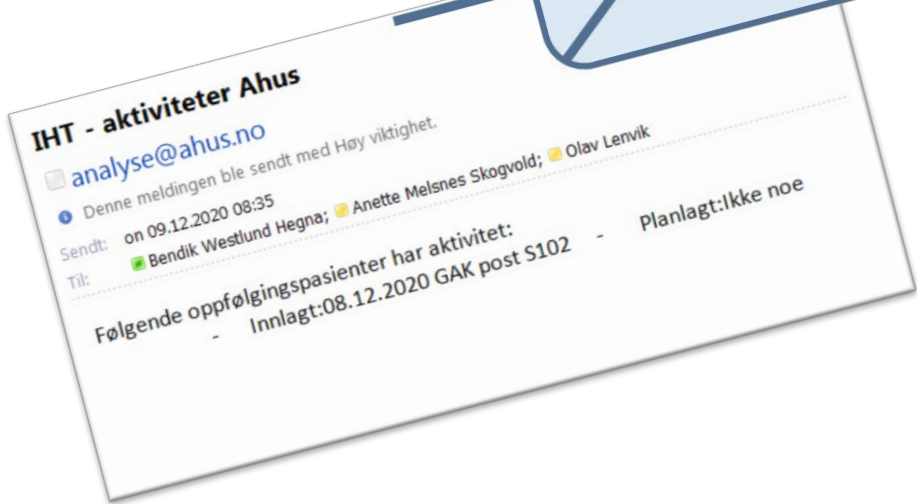 IHT - aktiviteter Ahus
analyse@ahus.no
Denne meldingen ble sendt med Høy viktighet.
Sendt: on 09.12.2020 08:35
Til: Bendik Westlund Hegna; Anette Melsnes Skogvold; Olav Lenvik
Følgende oppfølgingspasienter har aktivitet:
- Innlagt:08.12.2020 GAK post S102 - Planlagt:Ikke noe